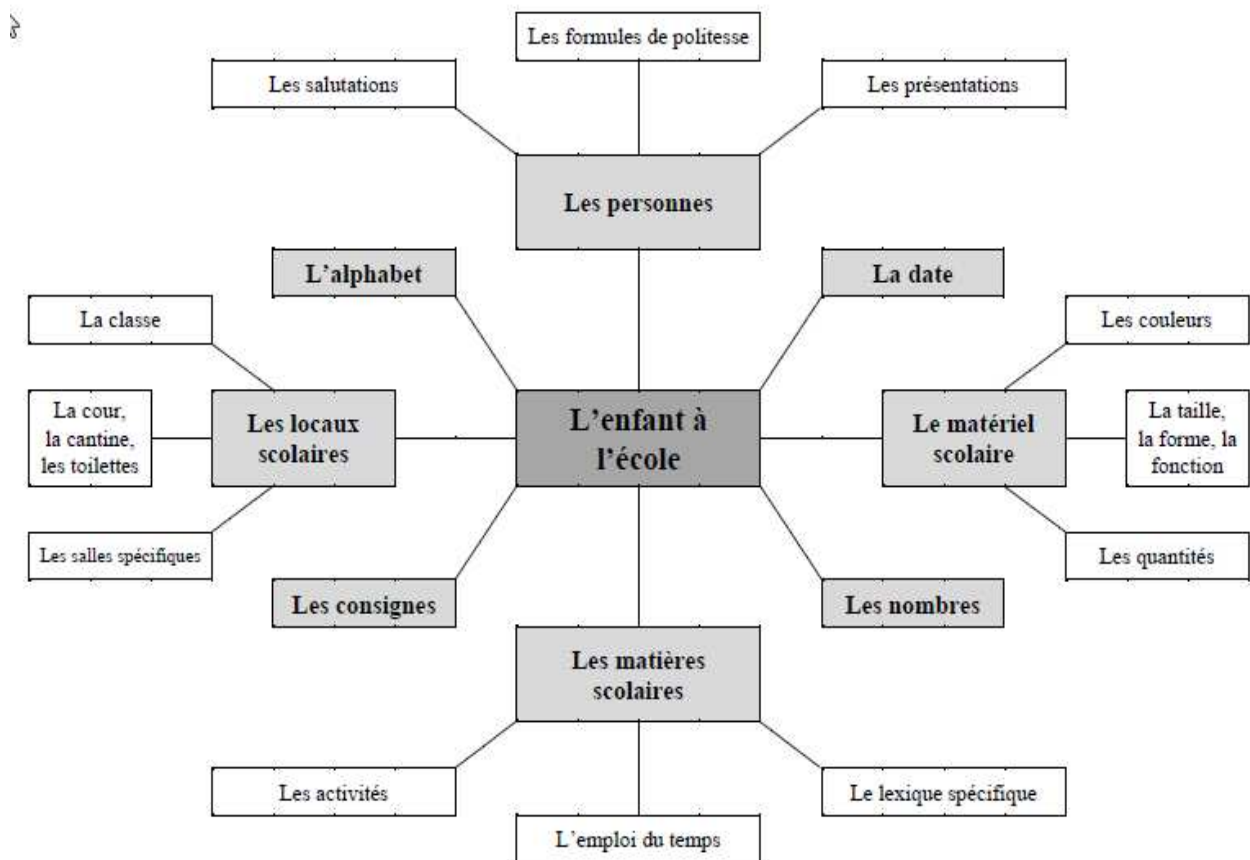 Les formules de politesse
Les salutations
Les présentations
Les personnes
L'alphabet
La date
La classe
Les couleurs
La cour,
la cantine,
les toilettes
Les locaux
scolaires
L'enfant à
l'école
Le matériel
scolaire
La taille,
la forme, la
fonction
Les salles spécifiques
Les quantités
Les consignes
Les nombres
Les matières
scolaires
Les activités
Le lexique spécifique
L'emploi du temps